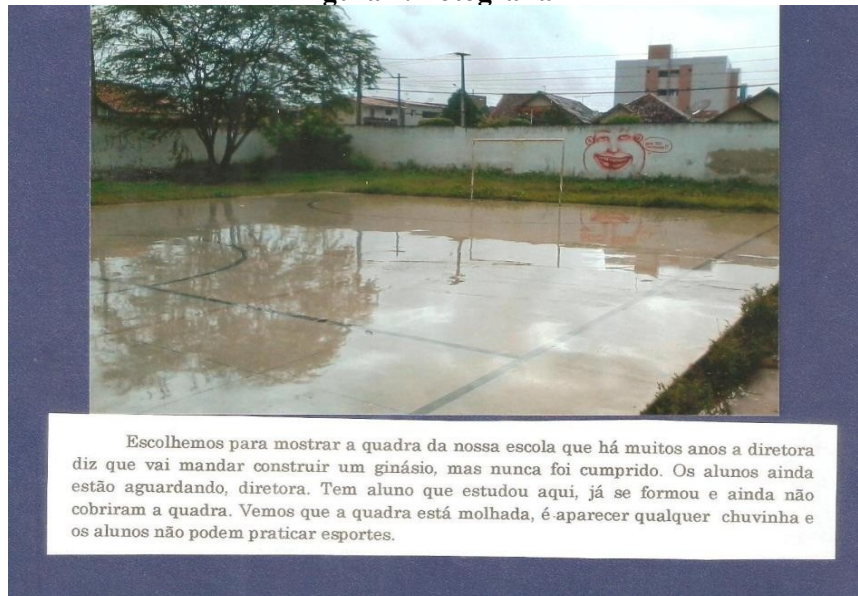 Escolhemos para mostrar a quadra da nossa escola que há muitos anos a diretora
diz que vai mandar construir um ginásio, mas nunca foi cumprido. Os alunos ainda
estão aguardando, diretora. Tem aluno que estudou aqui, já se formou e ainda não
cobriram a quadra. Vemos que a quadra está molhada, é aparecer qualquer chuvinha e
os alunos não podem praticar esportes.